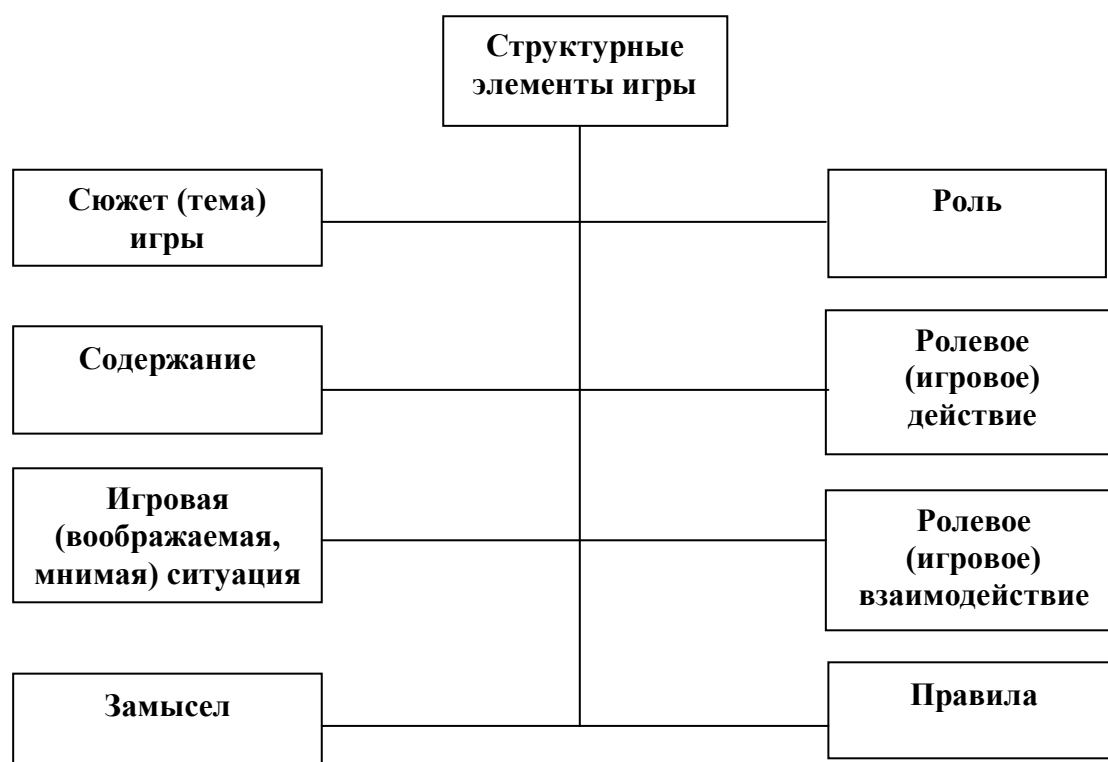 Структурные
элементы игры
Сюжет (тема)
игры
Роль
Содержание
Ролевое
(игровое)
действие
Игровая
(воображаемая,
мнимая) ситуация
Ролевое
(игровое)
взаимодействие
Замысел
Правила